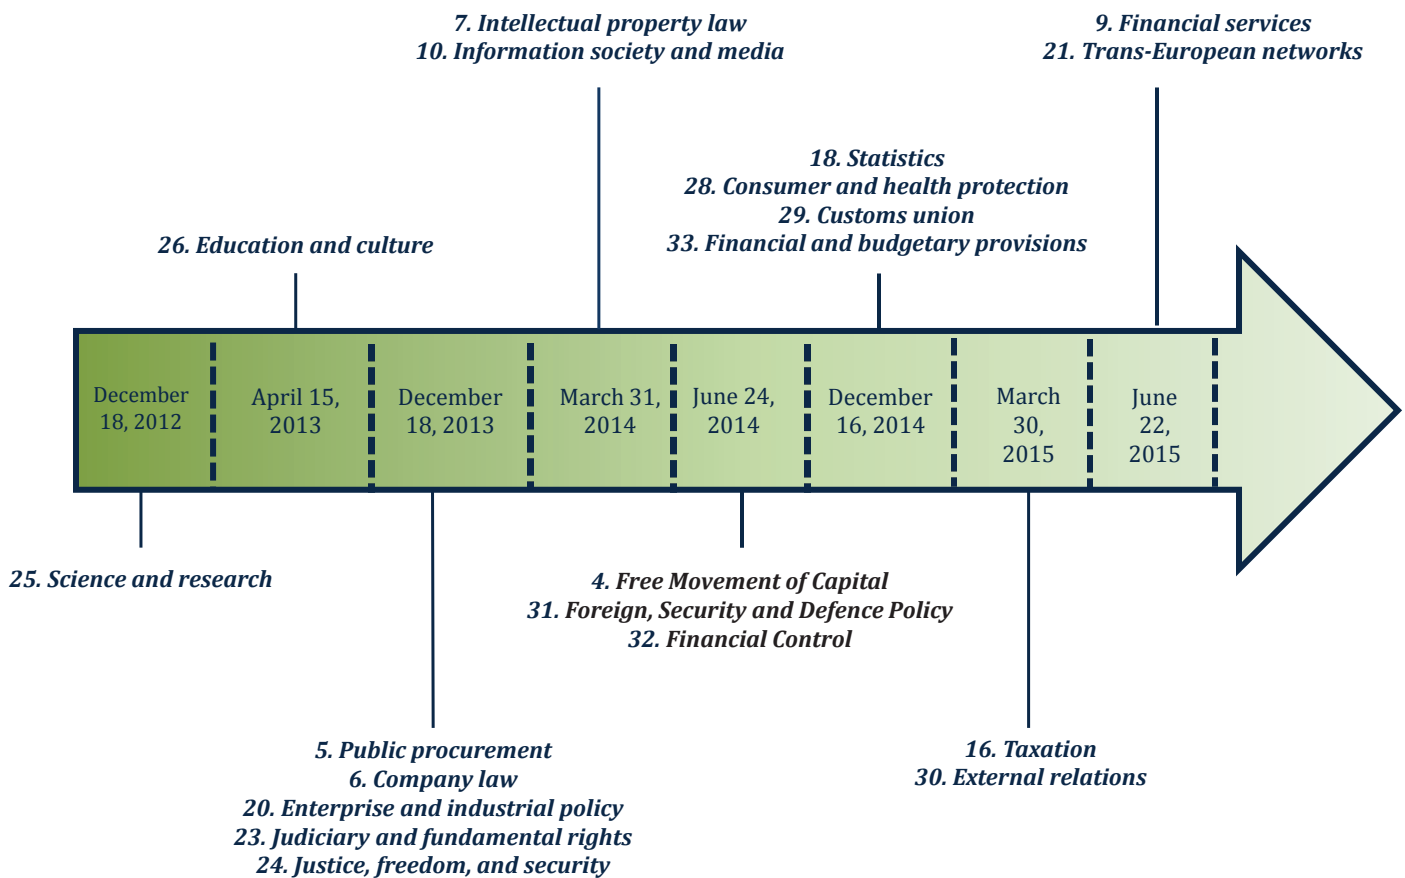 7. Intellectual property law
10. Information society and media
9. Financial services
21. Trans-European networks
18. Statistics
28. Consumer and health protection
29. Customs union
33. Financial and budgetary provisions
26. Education and culture
December
18, 2012
April 15,
2013
December
18, 2013
March 31,
2014
June 24,
2014
December
16, 2014
March
30,
2015
June
22,
2015
25. Science and research
4. Free Movement of Capital
31. Foreign, Security and Defence Policy
32. Financial Control
5. Public procurement
6. Company law
20. Enterprise and industrial policy
23. Judiciary and fundamental rights
24. Justice, freedom, and security
16. Taxation
30. External relations